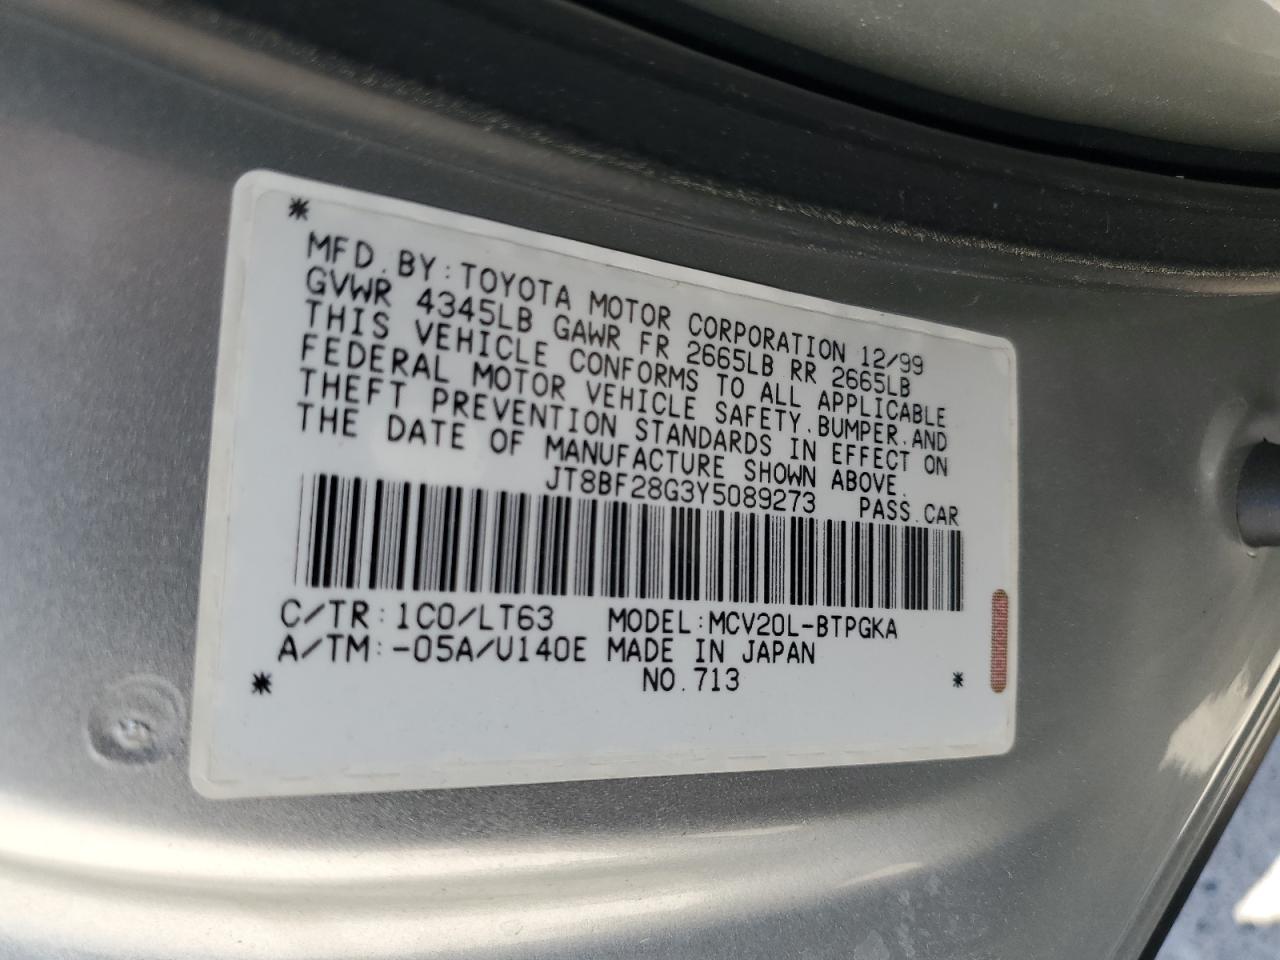 MFD. BY: TOYOTA MOTOR CORPORATION 12/99
GVWR 4345LB GAWR FR 2665LB RR 2665LB
THIS VEHICLE CONFORMS TO ALL APPLICABLE
FEDERAL MOTOR VEHICLE SAFETY, BUMPER, AND
THEFT PREVENTION STANDARDS IN EFFECT ON
THE DATE OF MANUFACTURE SHOWN ABOVE.
JT8BF28G3Y5089273 PASS. CAR
C/TR: 1C0/LT63 MODEL: MCV20L-BTPGKA
A/TM: -05A/U140E MADE IN JAPAN
NO. 713